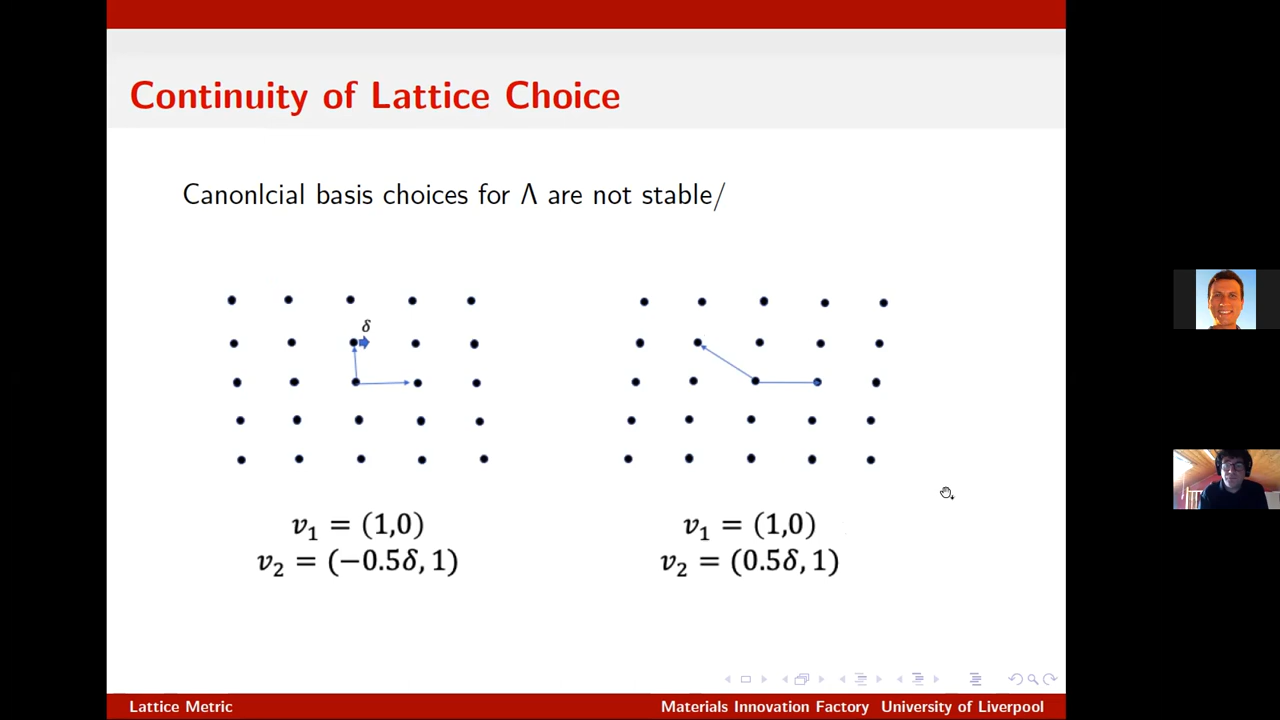 Continuity of Lattice Choice
Canonlcial basis choices for Λ are not stable/
δ
v₁ = (1,0)
v₂ = (−0.5δ, 1)
v₁ = (1,0)
v₂ = (0.5δ, 1)
Lattice Metric
Materials Innovation Factory University of Liverpool